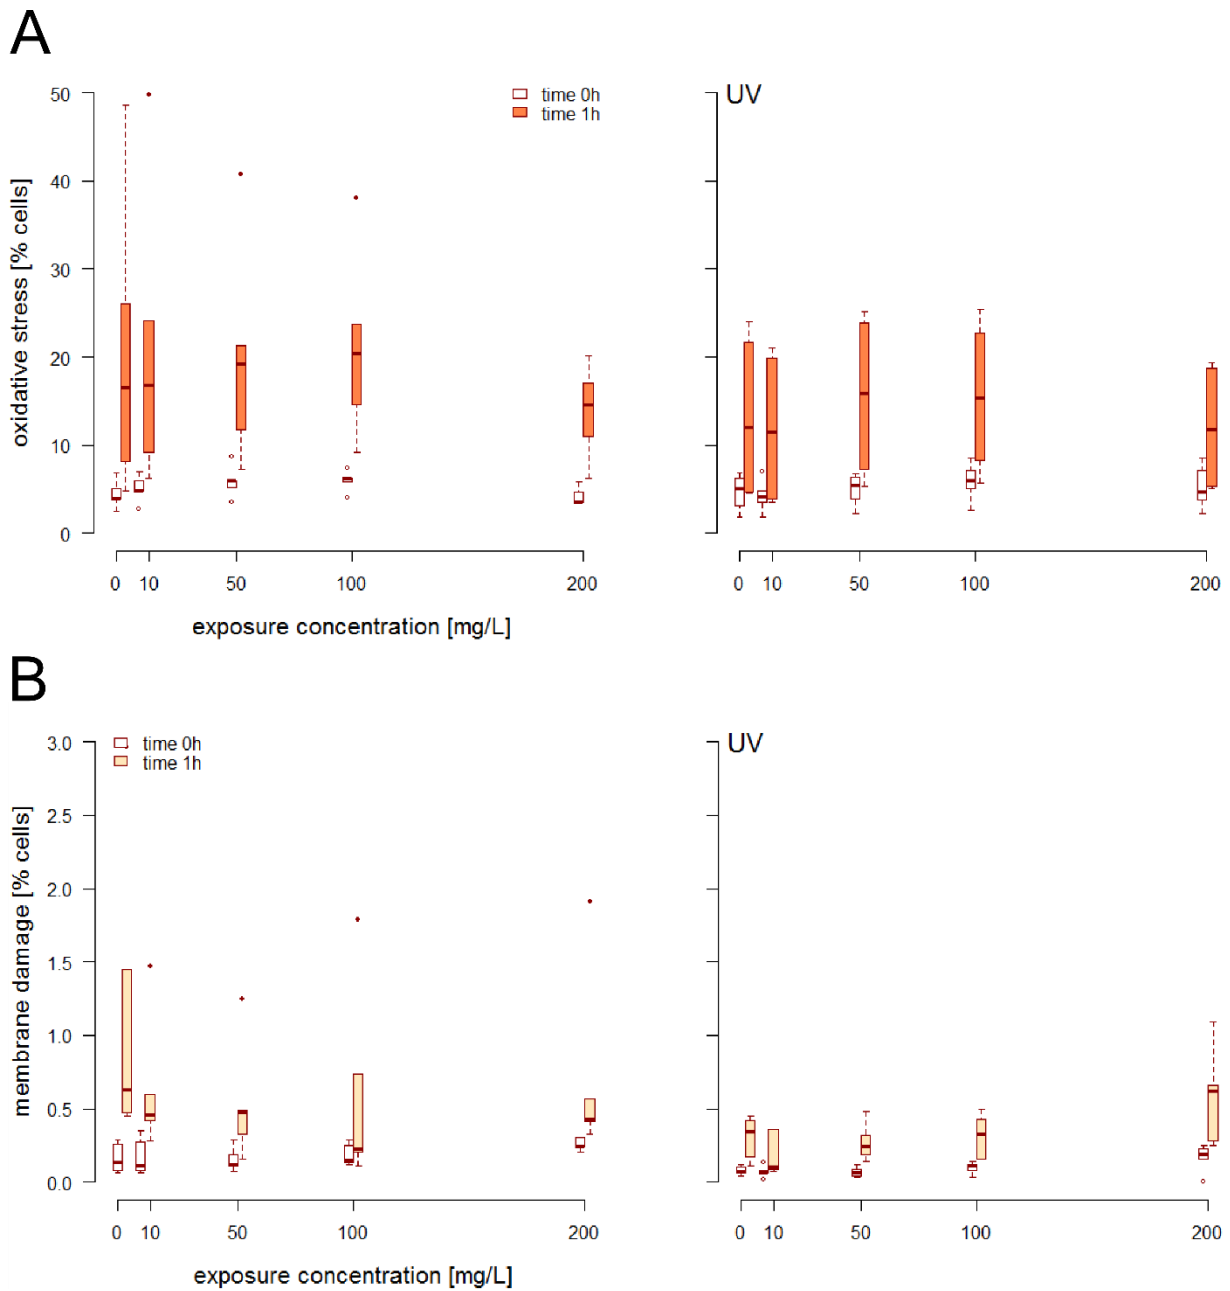 A
50
40
30
20
10
0
oxidative stress [% cells]
time 0h
time 1h
0 10 50 100 200
exposure concentration [mg/L]
UV
0 10 50 100 200
B
3.0
2.5
2.0
1.5
1.0
0.5
0.0
membrane damage [% cells]
time 0h
time 1h
0 10 50 100 200
exposure concentration [mg/L]
UV
0 10 50 100 200